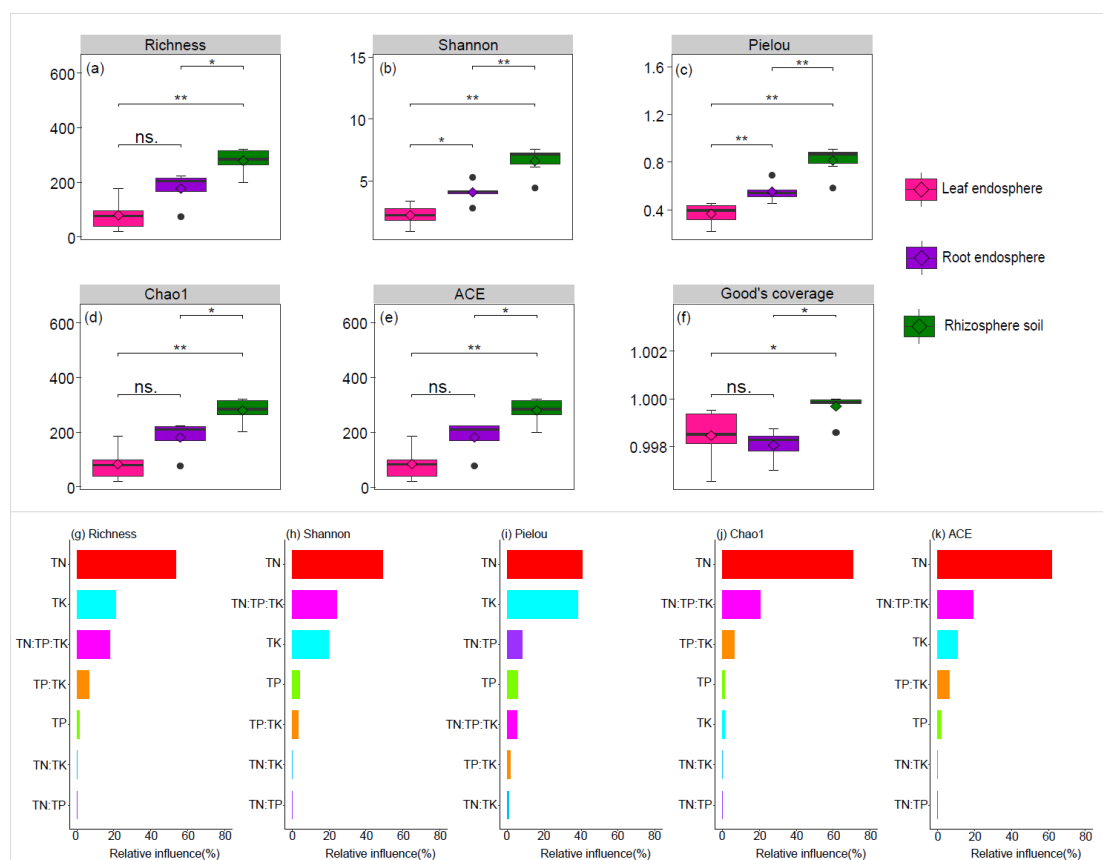 Richness
(a)
600
400
200
0
ns.
**
*
Shannon
(b)
15
10
5
*
**
**
Pielou
(c)
1.6
1.2
0.8
0.4
**
**
**
Leaf endosphere
Root endosphere
Rhizosphere soil
Chao1
(d)
600
400
200
0
ns.
**
*
ACE
(e)
600
400
200
0
ns.
**
*
Good's coverage
(f)
1.002
1.000
0.998
ns.
*
*
(g) Richness
TN
TK
TN:TP:TK
TP:TK
TP
TN:TK
TN:TP
0 20 40 60 80
Relative influence(%)
(h) Shannon
TN
TN:TP:TK
TK
TP
TP:TK
TN:TK
TN:TP
0 20 40 60 80
Relative influence(%)
(i) Pielou
TN
TK
TN:TP
TP
TN:TP:TK
TP:TK
TN:TK
0 20 40 60 80
Relative influence(%)
(j) Chao1
TN
TN:TP:TK
TP:TK
TP
TK
TN:TK
TN:TP
0 20 40 60 80
Relative influence(%)
(k) ACE
TN
TN:TP:TK
TK
TP:TK
TP
TN:TK
TN:TP
0 20 40 60 80
Relative influence(%)